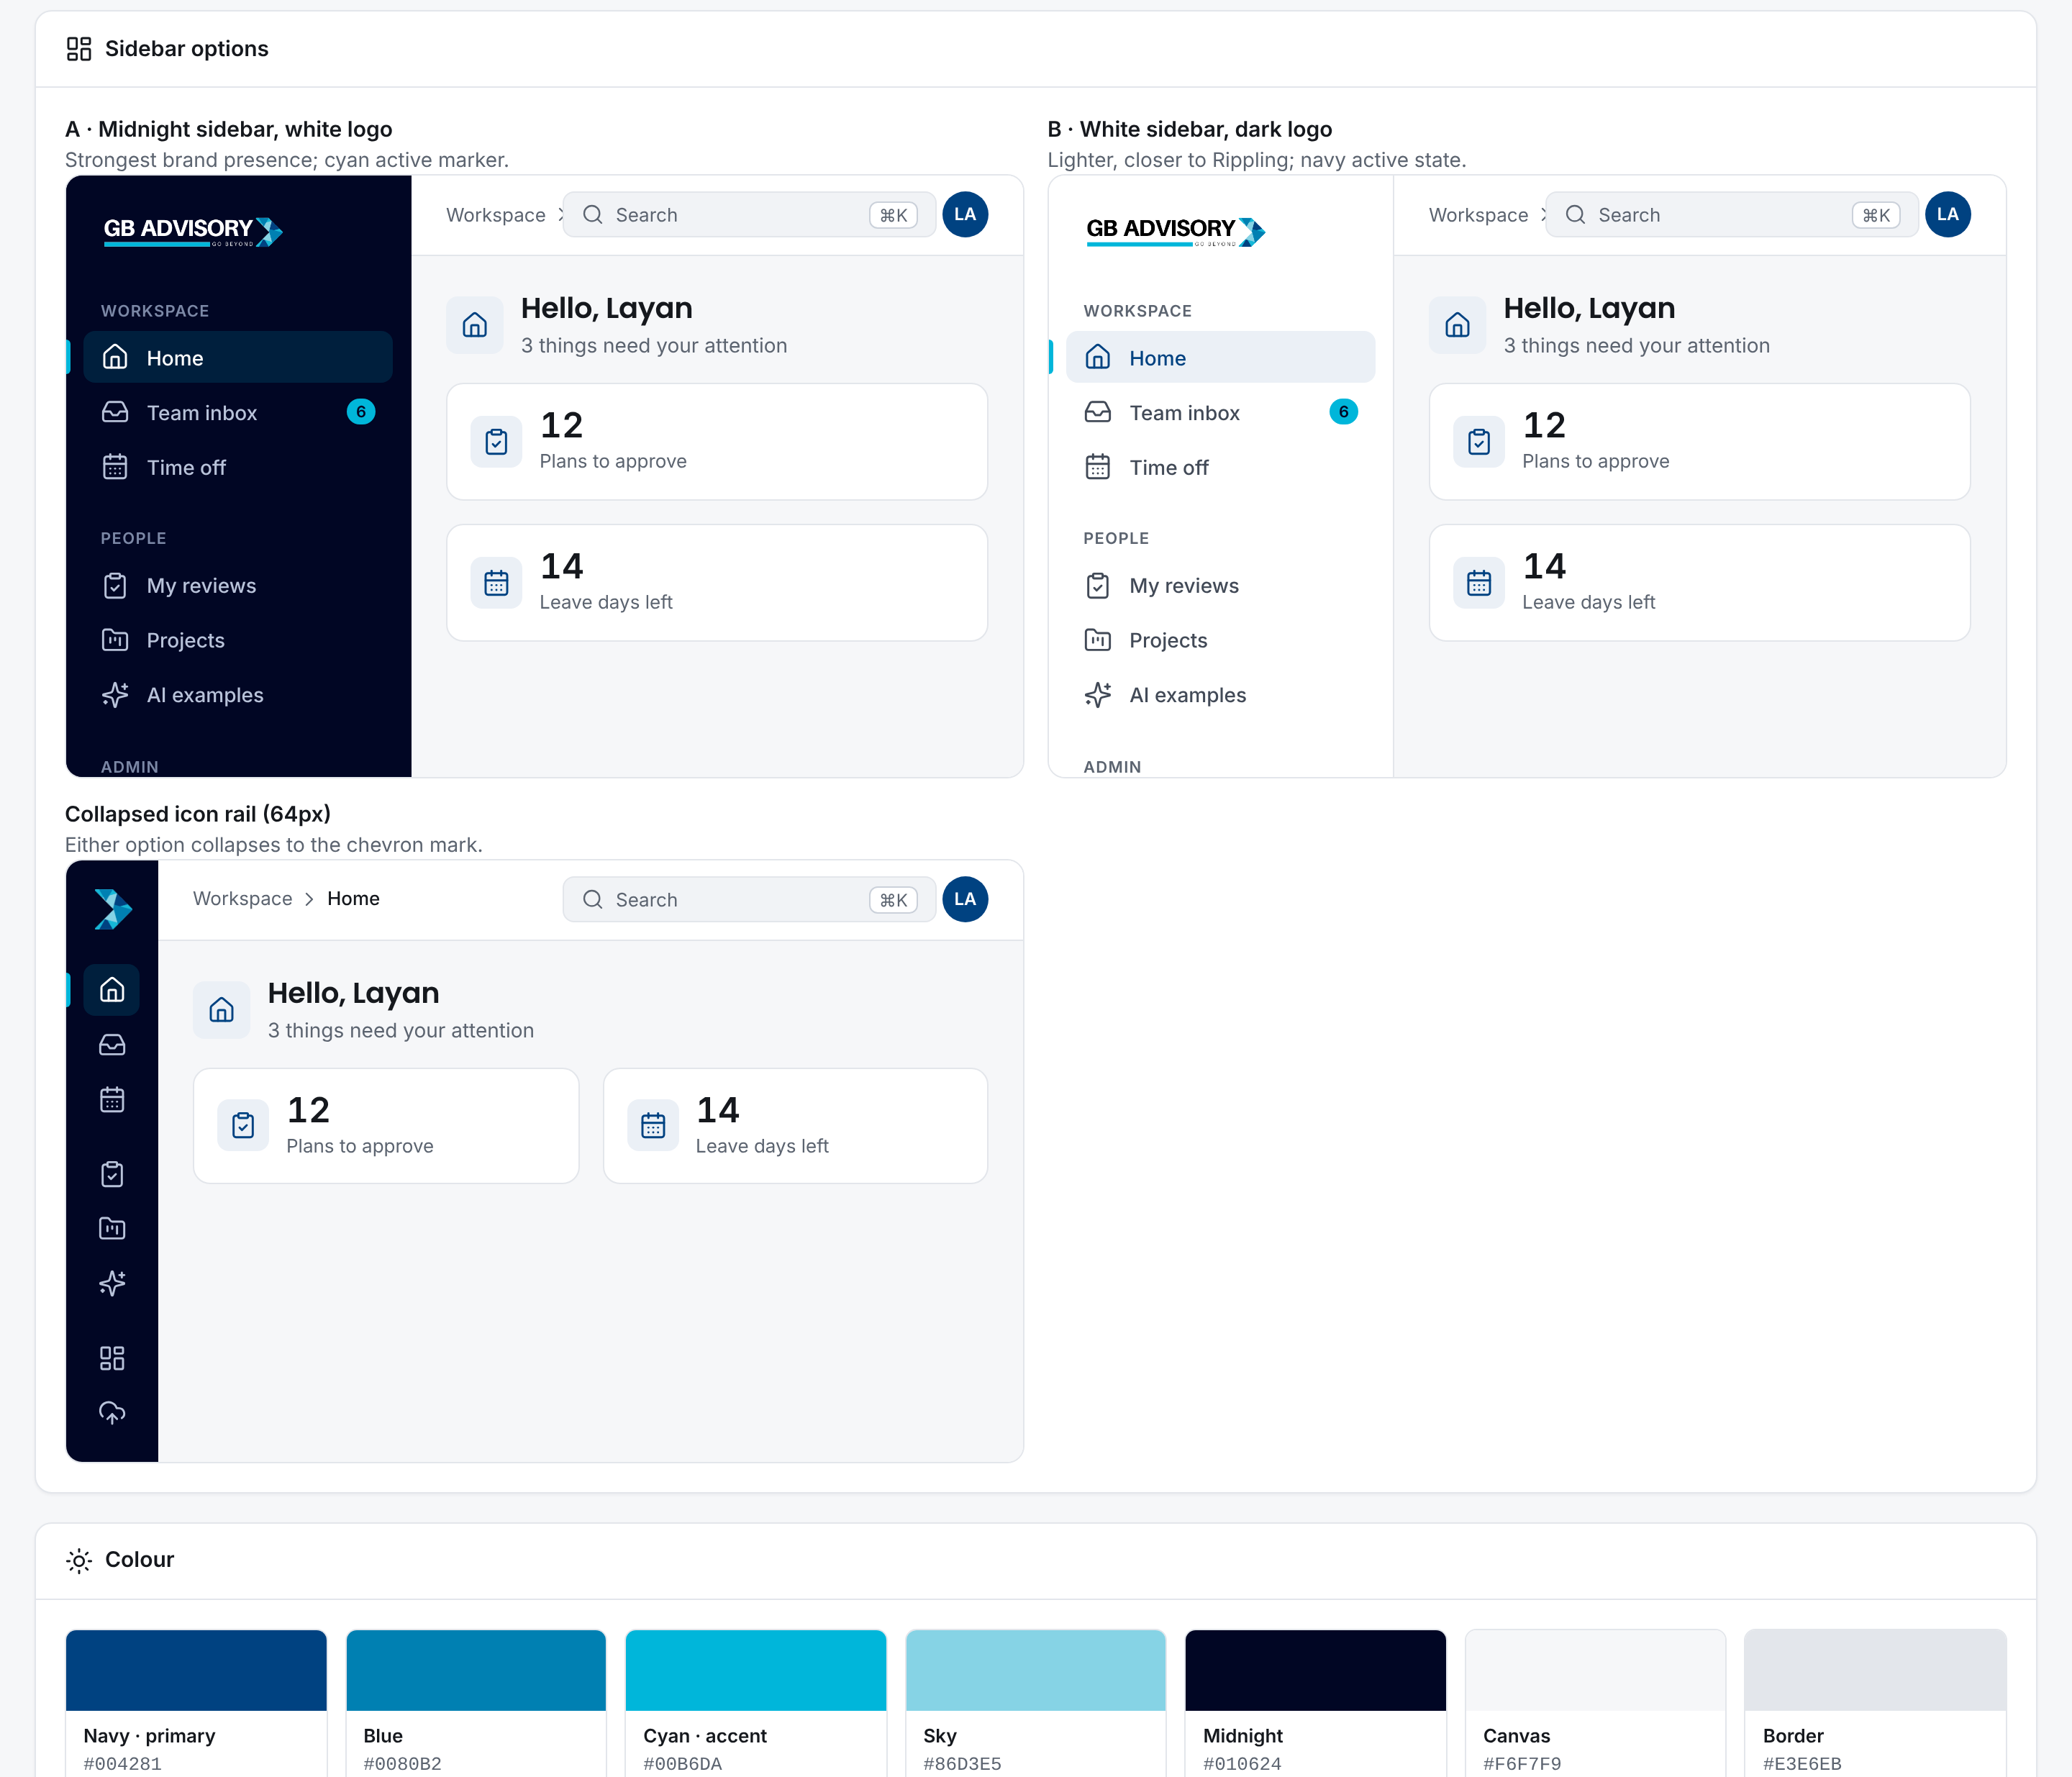 Sidebar options
A · Midnight sidebar, white logo
Strongest brand presence; cyan active marker.
GB ADVISORY
GO BEYOND
WORKSPACE
Home
Team inbox 6
Time off
PEOPLE
My reviews
Projects
AI examples
ADMIN
Workspace
Search ⌘K
LA
Hello, Layan
3 things need your attention
12
Plans to approve
14
Leave days left
B · White sidebar, dark logo
Lighter, closer to Rippling; navy active state.
GB ADVISORY
GO BEYOND
WORKSPACE
Home
Team inbox 6
Time off
PEOPLE
My reviews
Projects
AI examples
ADMIN
Workspace
Search ⌘K
LA
Hello, Layan
3 things need your attention
12
Plans to approve
14
Leave days left
Collapsed icon rail (64px)
Either option collapses to the chevron mark.
Workspace > Home
Search ⌘K
LA
Hello, Layan
3 things need your attention
12
Plans to approve
14
Leave days left
Colour
Navy · primary
#004281
Blue
#0080B2
Cyan · accent
#00B6DA
Sky
#86D3E5
Midnight
#010624
Canvas
#F6F7F9
Border
#E3E6EB